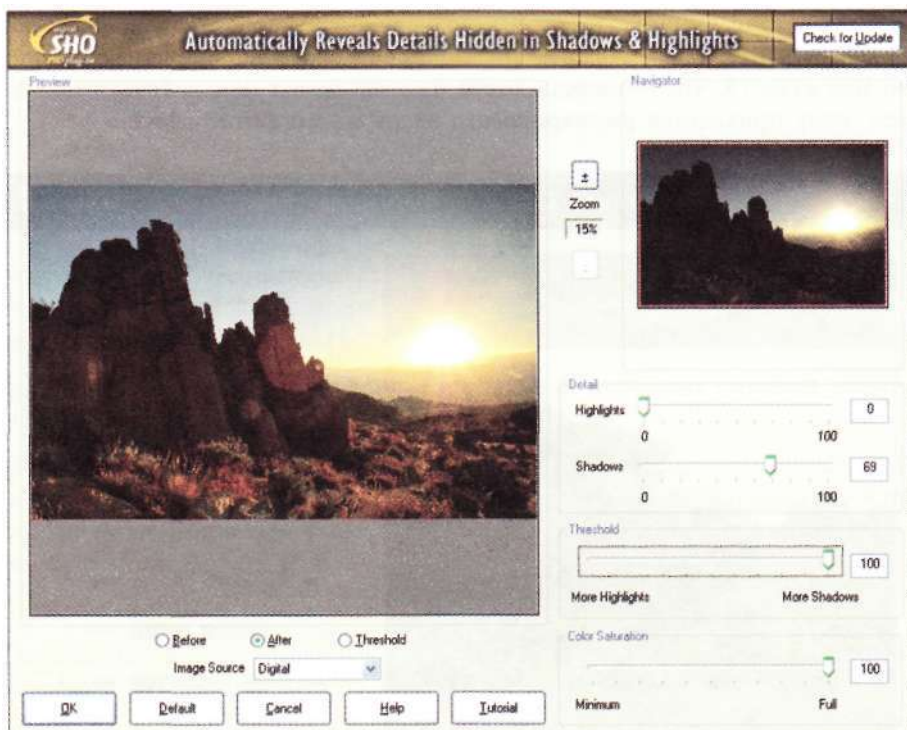 SHO
Automatically Reveals Details Hidden in Shadows & Highlights
Check for Update
Preview
Navigator
±
Zoom
15%
Detail
Highlights
0
0
100
Shadows
69
0
100
Threshold
100
More Highlights
More Shadows
Before
After
Threshold
Image Source
Digital
Color Saturation
100
Minimum
Full
OK
Default
Cancel
Help
Tutorial